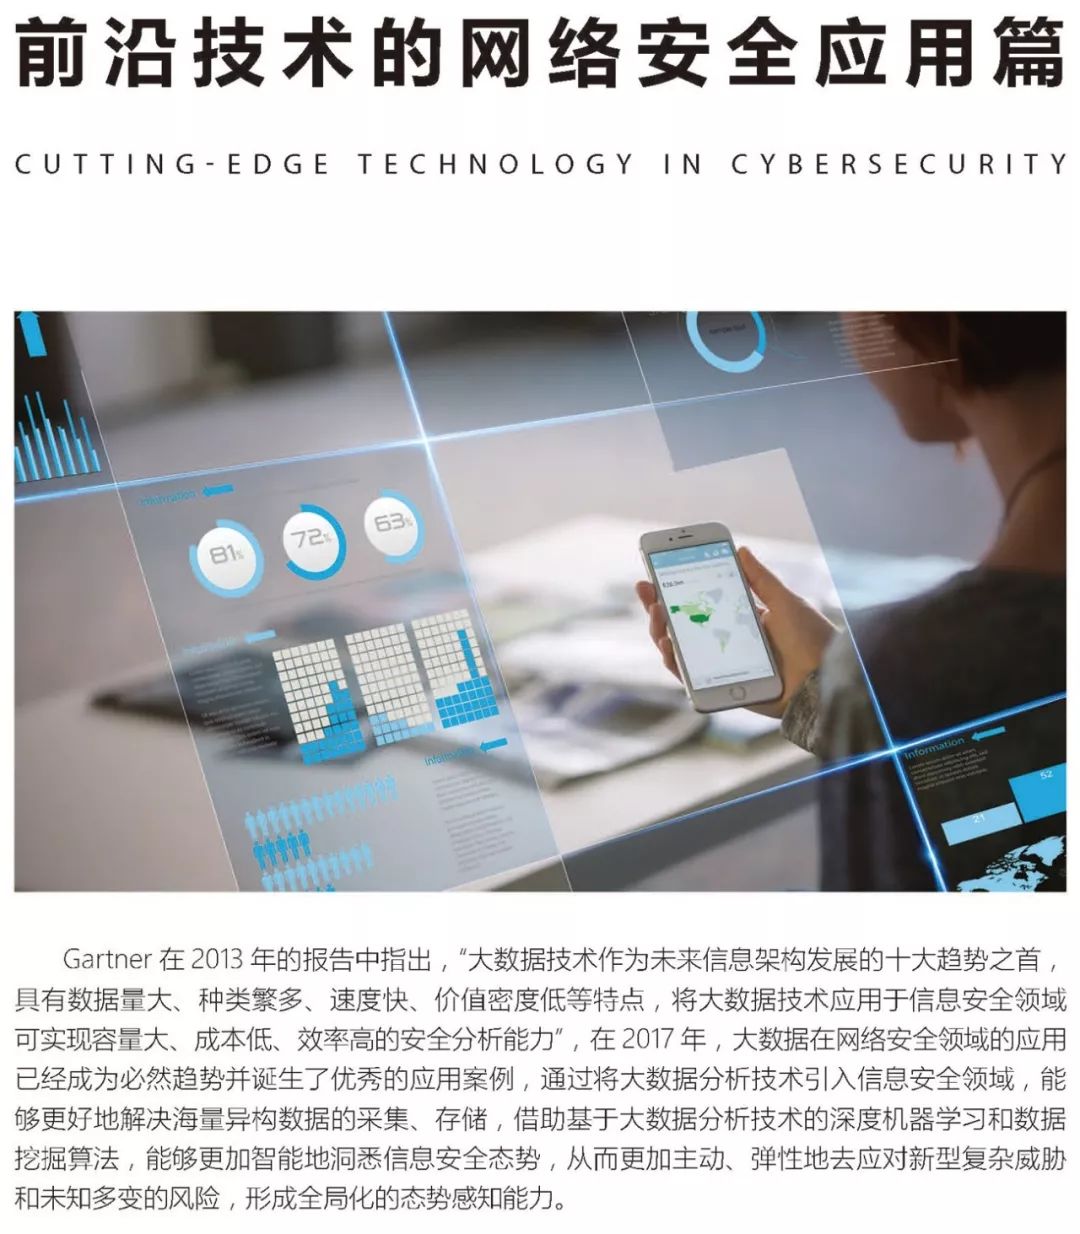 前沿技术的网络安全应用篇
CUTTING-EDGE TECHNOLOGY IN CYBERSECURITY
Information
81%
72%
63%
Information
Information
Information
21
52
Gartner 在 2013 年的报告中指出，“大数据技术作为未来信息架构发展的十大趋势之首，
具有数据量大、种类繁多、速度快、价值密度低等特点，将大数据技术应用于信息安全领域
可实现容量大、成本低、效率高的安全分析能力”，在 2017 年，大数据在网络安全领域的应用
已经成为必然趋势并诞生了优秀的应用案例，通过将大数据分析技术引入信息安全领域，能
够更好地解决海量异构数据的采集、存储，借助基于大数据分析技术的深度机器学习和数据
挖掘算法，能够更加智能地洞悉信息安全态势，从而更加主动、弹性地去应对新型复杂威胁
和未知多变的风险，形成全局化的态势感知能力。